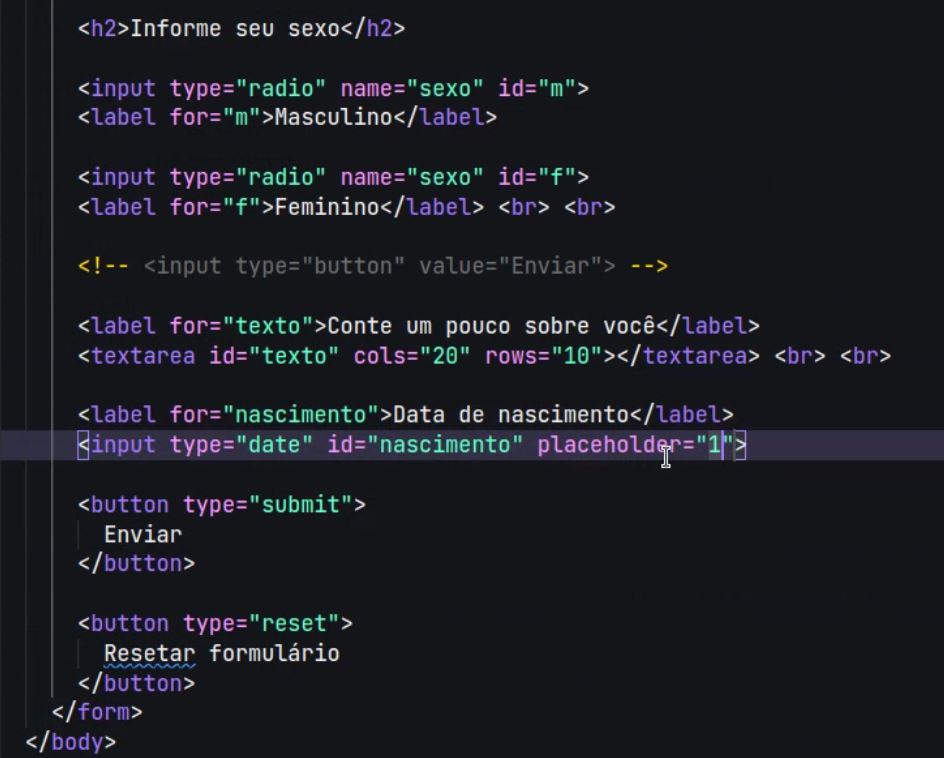 <h2>Informe seu sexo</h2>
<input type="radio" name="sexo" id="m">
<label for="m">Masculino</label>
<input type="radio" name="sexo" id="f">
<label for="f">Feminino</label> <br> <br>
<!-- <input type="button" value="Enviar"> -->
<label for="texto">Conte um pouco sobre você</label>
<textarea id="texto" cols="20" rows="10"></textarea> <br> <br>
<label for="nascimento">Data de nascimento</label>
<input type="date" id="nascimento" placeholder="1">
<button type="submit">
Enviar
</button>
<button type="reset">
Resetar formulário
</button>
</form>
</body>